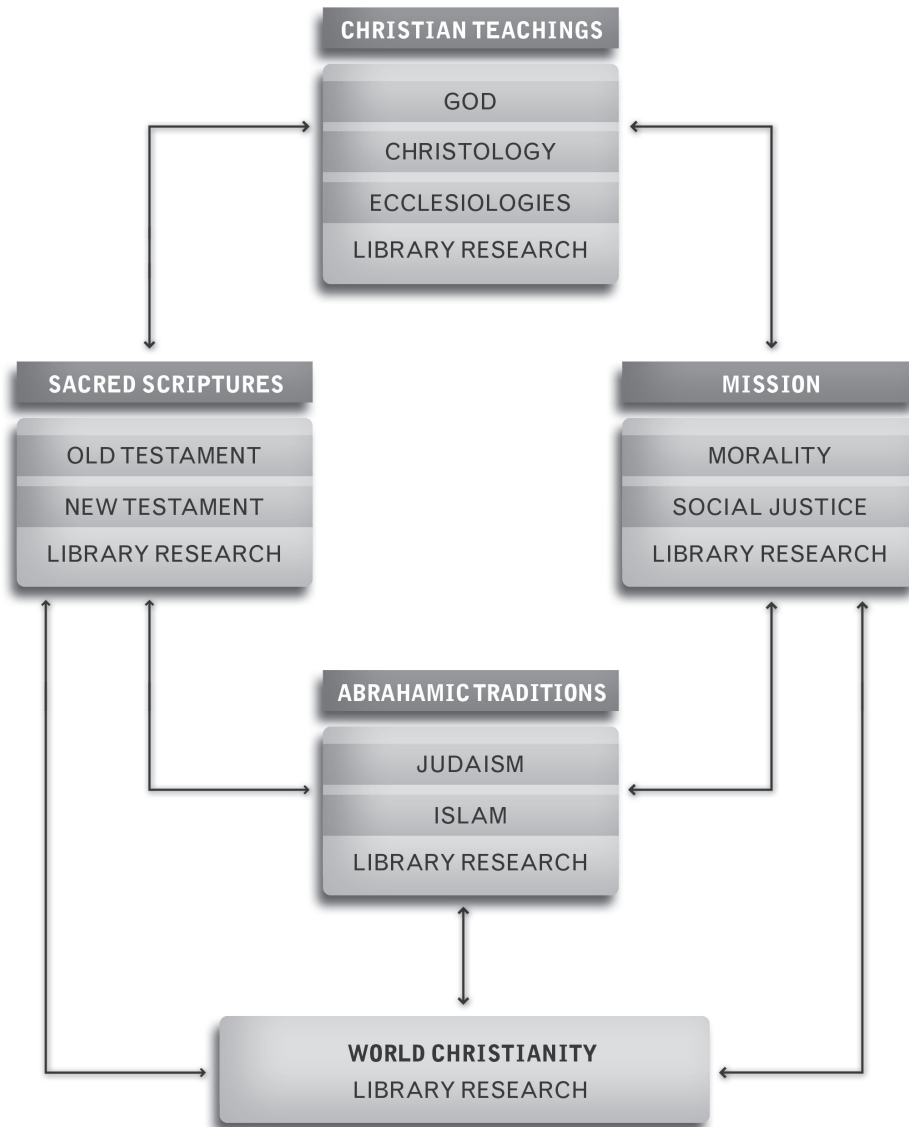 CHRISTIAN TEACHINGS
GOD
CHRISTOLOGY
ECCLESIOLOGIES
LIBRARY RESEARCH
SACRED SCRIPTURES
OLD TESTAMENT
NEW TESTAMENT
LIBRARY RESEARCH
MISSION
MORALITY
SOCIAL JUSTICE
LIBRARY RESEARCH
ABRAHAMIC TRADITIONS
JUDAISM
ISLAM
LIBRARY RESEARCH
WORLD CHRISTIANITY
LIBRARY RESEARCH